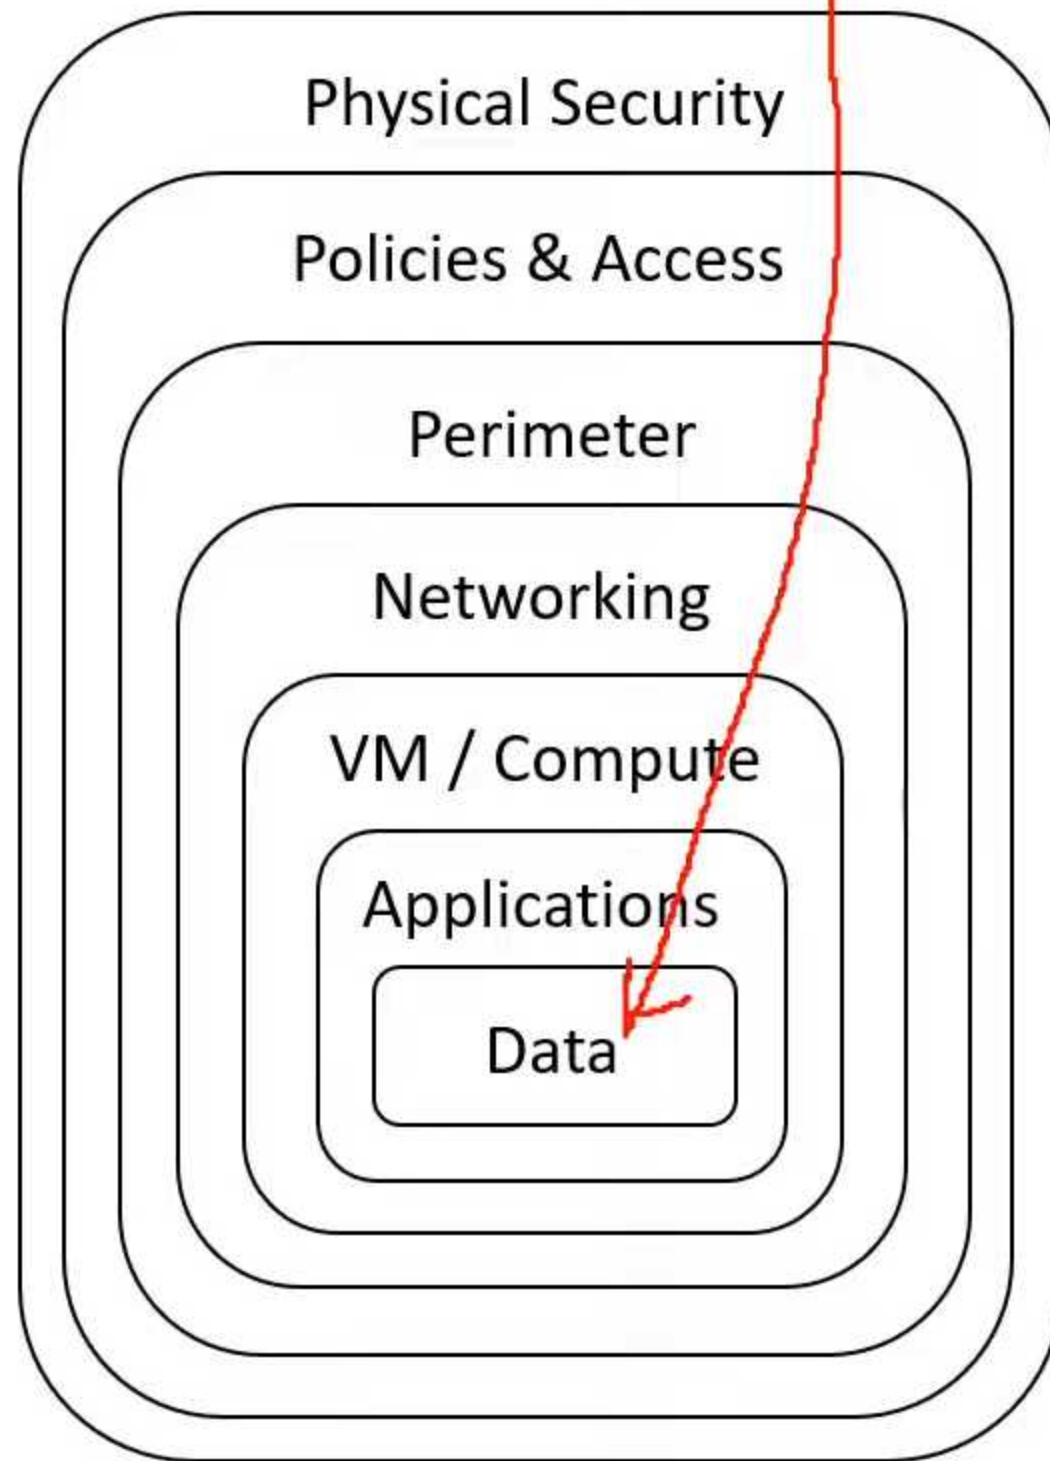 Physical Security
Policies & Access
Perimeter
Networking
VM / Compute
Applications
Data